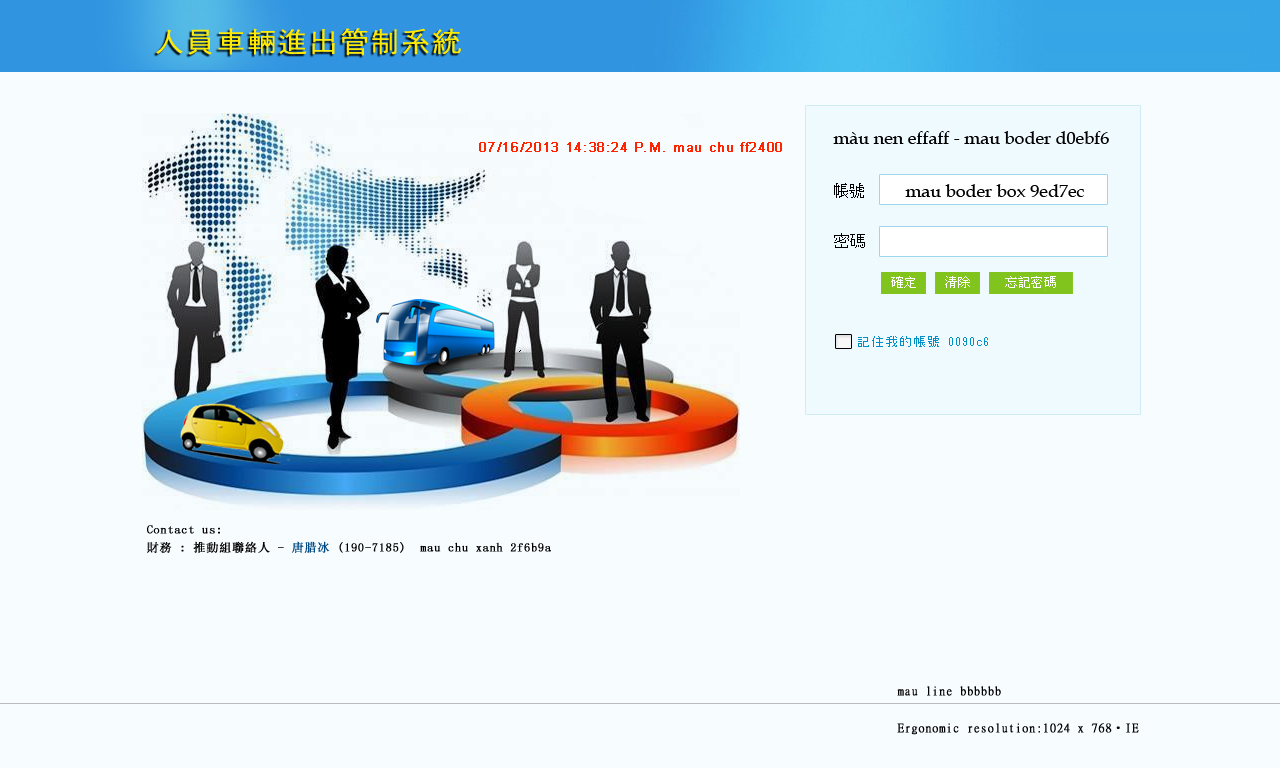 人員車輛進出管制系統
07/16/2013 14:38:24 P.M. mau chu ff2400
màu nen effaff - mau boder d0ebf6
帳號 mau boder box 9ed7ec
密碼
確定 清除 忘記密碼
記住我的帳號 0090c6
Contact us:
財務 : 推動組聯絡人 - 唐腊冰 (190-7185) mau chu xanh 2f6b9a
mau line bbbbbb
Ergonomic resolution:1024 x 768·IE